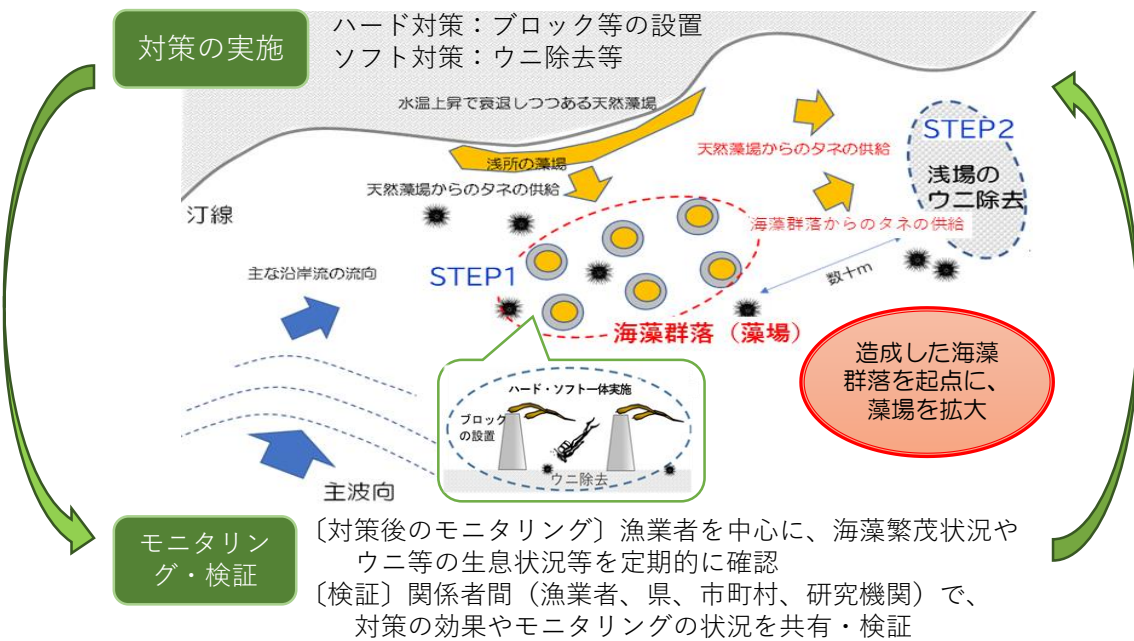 対策の実施
ハード対策：ブロック等の設置
ソフト対策：ウニ除去等
水温上昇で衰退しつつある天然藻場
浅所の藻場
天然藻場からのタネの供給
天然藻場からのタネの供給
STEP2
浅場の
ウニ除去
汀線
海藻群落からのタネの供給
主な沿岸流の流向
STEP1
数十m
海藻群落（藻場）
造成した海藻
群落を起点に、
藻場を拡大
ハード・ソフト一体実施
ブロック
の設置
ウニ除去
主波向
モニタリン
グ・検証
〔対策後のモニタリング〕漁業者を中心に、海藻繁茂状況や
ウニ等の生息状況等を定期的に確認
〔検証〕関係者間（漁業者、県、市町村、研究機関）で、
対策の効果やモニタリングの状況を共有・検証